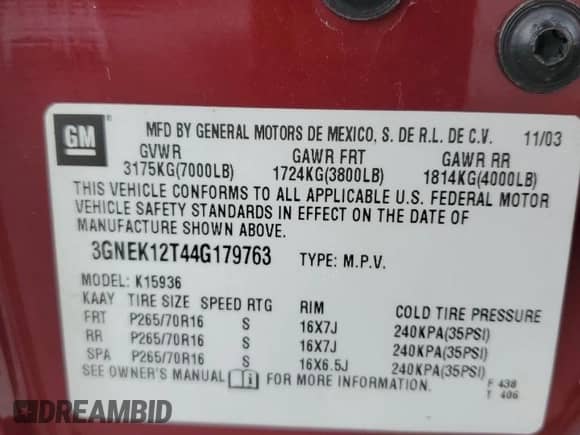 GM ® MFD BY GENERAL MOTORS DE MEXICO, S. DE R.L. DE C.V. 11/03
GVWR GAWR FRT GAWR RR
3175KG(7000LB) 1724KG(3800LB) 1814KG(4000LB)
THIS VEHICLE CONFORMS TO ALL APPLICABLE U.S. FEDERAL MOTOR
VEHICLE SAFETY STANDARDS IN EFFECT ON THE DATE OF
MANUFACTURE SHOWN ABOVE.
3GNEK12T44G179763 TYPE: M.P.V.
MODEL: K15936
KAAY TIRE SIZE SPEED RTG RIM COLD TIRE PRESSURE
FRT P265/70R16 S 16X7J 240KPA(35PSI)
RR P265/70R16 S 16X7J 240KPA(35PSI)
SPA P265/70R16 S 16X6.5J 240KPA(35PSI)
SEE OWNER'S MANUAL FOR MORE INFORMATION. F 438
T 406
DREAMBID